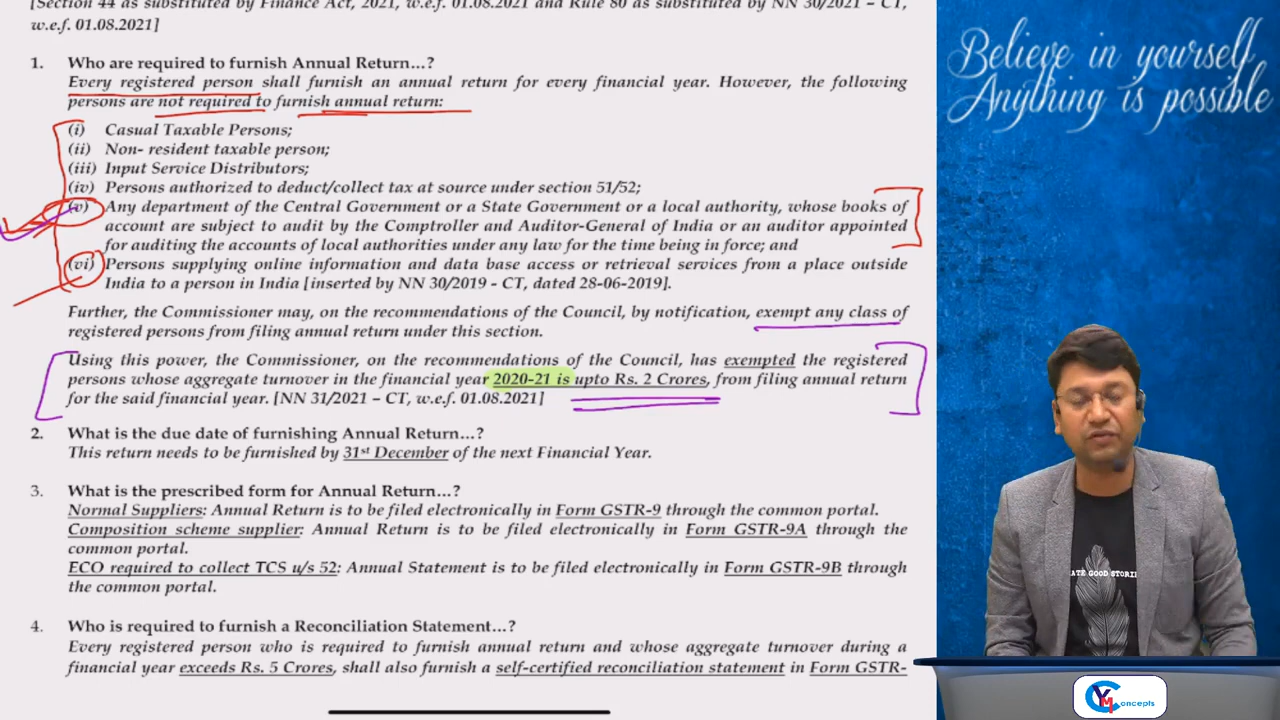 [Section 44 as substituted by Finance Act, 2021, w.e.f. 01.08.2021 and Rule 80 as substituted by NN 30/2021 – CT,
w.e.f. 01.08.2021]
1. Who are required to furnish Annual Return…?
Every registered person shall furnish an annual return for every financial year. However, the following
persons are not required to furnish annual return:
(i) Casual Taxable Persons;
(ii) Non- resident taxable person;
(iii) Input Service Distributors;
(iv) Persons authorized to deduct/collect tax at source under section 51/52;
(v) Any department of the Central Government or a State Government or a local authority, whose books of
account are subject to audit by the Comptroller and Auditor-General of India or an auditor appointed
for auditing the accounts of local authorities under any law for the time being in force; and
(vi) Persons supplying online information and data base access or retrieval services from a place outside
India to a person in India [inserted by NN 30/2019 - CT, dated 28-06-2019].
Further, the Commissioner may, on the recommendations of the Council, by notification, exempt any class of
registered persons from filing annual return under this section.
Using this power, the Commissioner, on the recommendations of the Council, has exempted the registered
persons whose aggregate turnover in the financial year 2020-21 is upto Rs. 2 Crores, from filing annual return
for the said financial year. [NN 31/2021 – CT, w.e.f. 01.08.2021]
2. What is the due date of furnishing Annual Return…?
This return needs to be furnished by 31st December of the next Financial Year.
3. What is the prescribed form for Annual Return…?
Normal Suppliers: Annual Return is to be filed electronically in Form GSTR-9 through the common portal.
Composition scheme supplier: Annual Return is to be filed electronically in Form GSTR-9A through the
common portal.
ECO required to collect TCS u/s 52: Annual Statement is to be filed electronically in Form GSTR-9B through
the common portal.
4. Who is required to furnish a Reconciliation Statement…?
Every registered person who is required to furnish annual return and whose aggregate turnover during a
financial year exceeds Rs. 5 Crores, shall also furnish a self-certified reconciliation statement in Form GSTR-
Believe in yourself
Anything is possible
ATE GOOD STORI
YM
Concepts